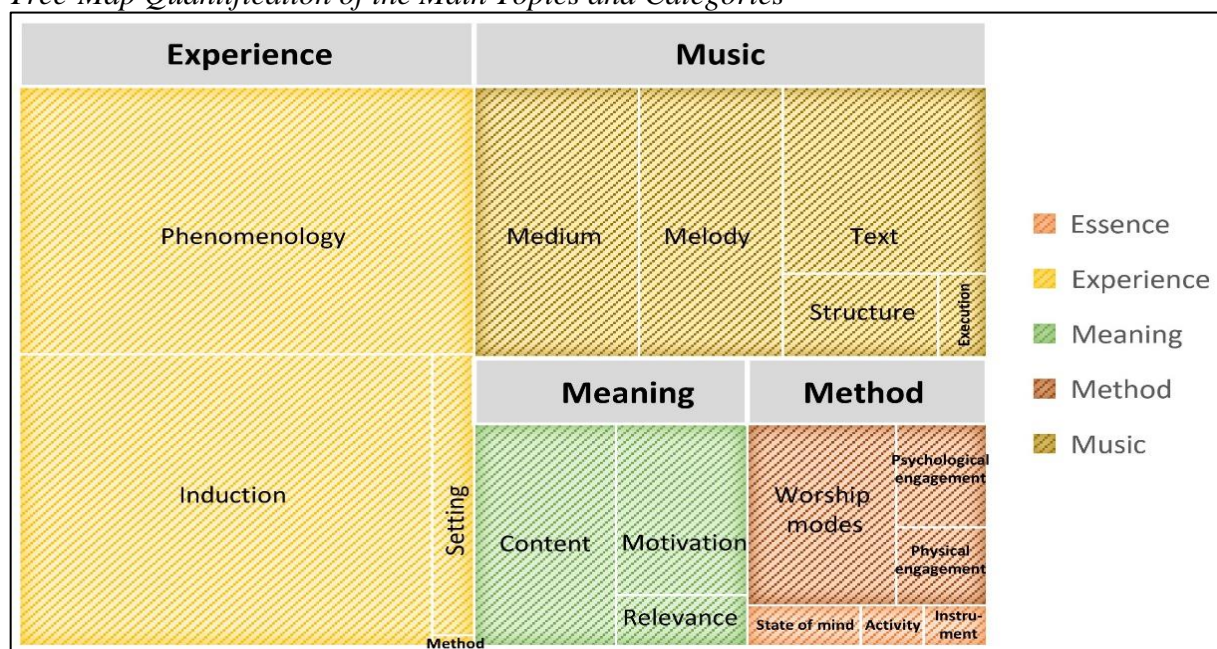 Tree-Map Quantification of the Main Topics and Categories
Experience
Music
Phenomenology
Medium
Melody
Text
Structure
Execution
Induction
Setting
Method
Meaning
Method
Content
Motivation
Relevance
Worship
modes
Psychological
engagement
Physical
engagement
State of mind
Activity
Instru-
ment
Essence
Experience
Meaning
Method
Music